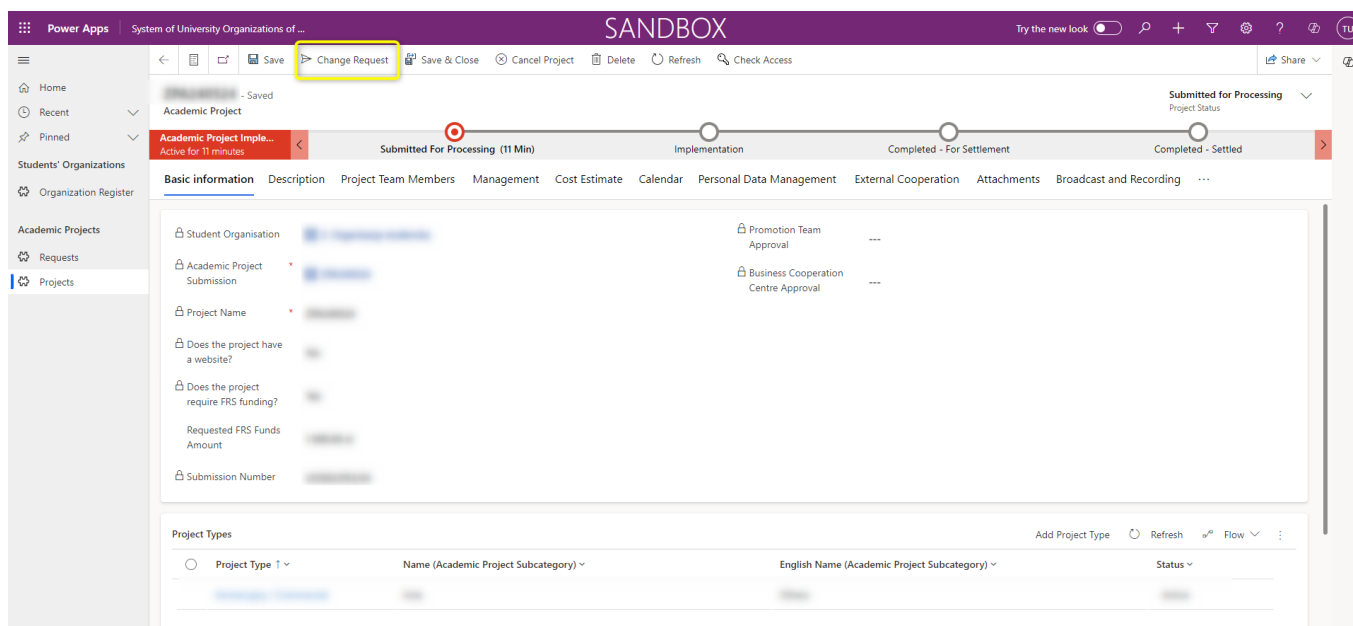 Power Apps System of University Organizations of ... SANDBOX Try the new look TU
Save Change Request Save & Close Cancel Project Delete Refresh Check Access Share
Home
Recent
Pinned
Students' Organizations
Organization Register
Academic Projects
Requests
Projects
- Saved
Academic Project
Submitted for Processing
Project Status
Academic Project Imple...
Active for 11 minutes
Submitted For Processing (11 Min) Implementation Completed - For Settlement Completed - Settled
Basic information Description Project Team Members Management Cost Estimate Calendar Personal Data Management External Cooperation Attachments Broadcast and Recording ...
Student Organisation
Academic Project * 
Submission
Project Name *
Does the project have
a website?
Does the project
require FRS funding?
Requested FRS Funds
Amount
Submission Number
Promotion Team
Approval ---
Business Cooperation
Centre Approval ---
Project Types Add Project Type Refresh Flow
Project Type ↑ Name (Academic Project Subcategory) English Name (Academic Project Subcategory) Status